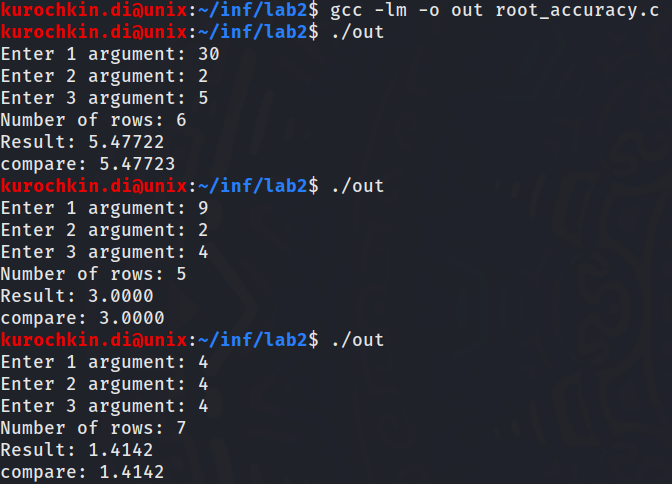 kurochkin.di@unix:~/inf/lab2$ gcc -lm -o out root_accuracy.c
kurochkin.di@unix:~/inf/lab2$ ./out
Enter 1 argument: 30
Enter 2 argument: 2
Enter 3 argument: 5
Number of rows: 6
Result: 5.47722
compare: 5.47723
kurochkin.di@unix:~/inf/lab2$ ./out
Enter 1 argument: 9
Enter 2 argument: 2
Enter 3 argument: 4
Number of rows: 5
Result: 3.0000
compare: 3.0000
kurochkin.di@unix:~/inf/lab2$ ./out
Enter 1 argument: 4
Enter 2 argument: 4
Enter 3 argument: 4
Number of rows: 7
Result: 1.4142
compare: 1.4142